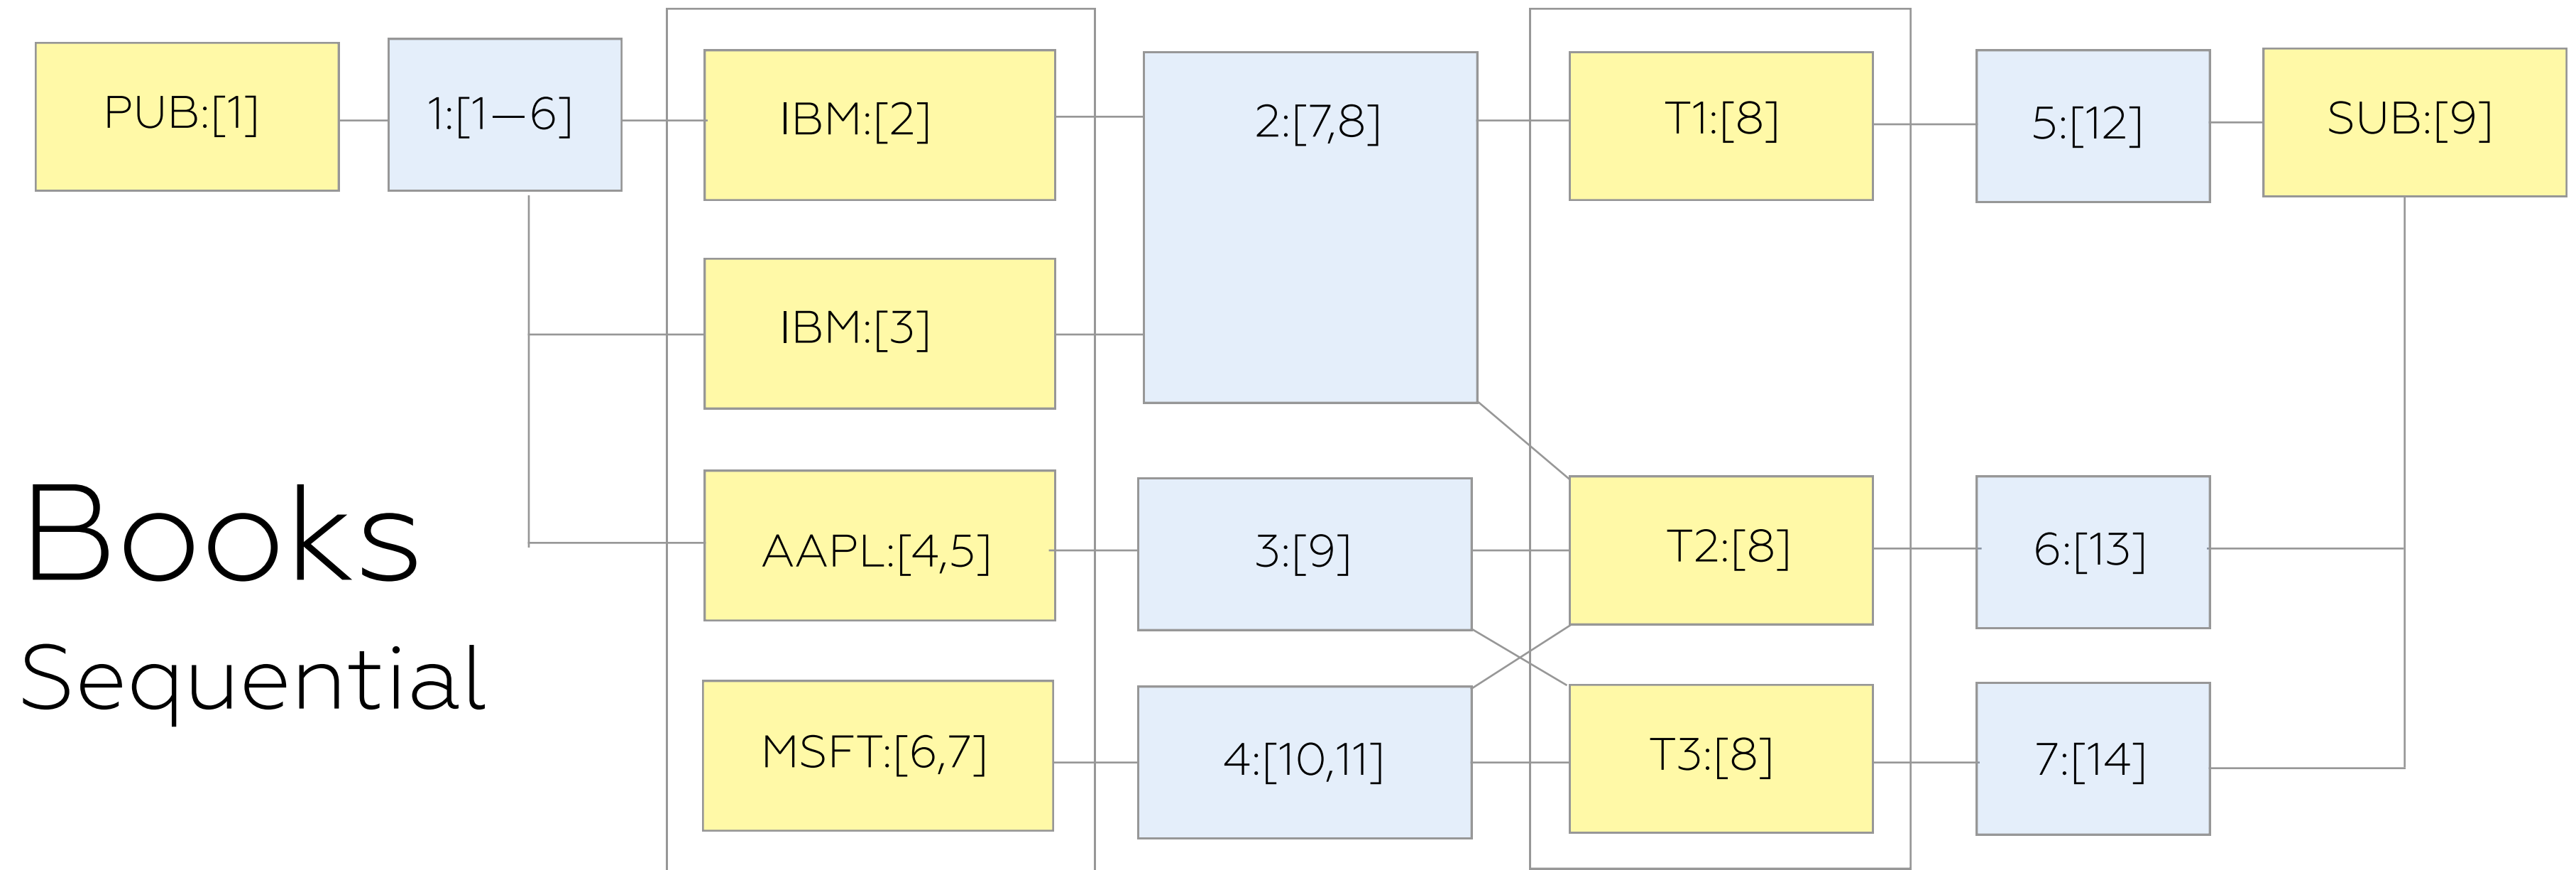 PUB:[1]
1:[1—6]
IBM:[2]
2:[7,8]
T1:[8]
5:[12]
SUB:[9]
IBM:[3]
Books
Sequential
AAPL:[4,5]
3:[9]
T2:[8]
6:[13]
MSFT:[6,7]
4:[10,11]
T3:[8]
7:[14]